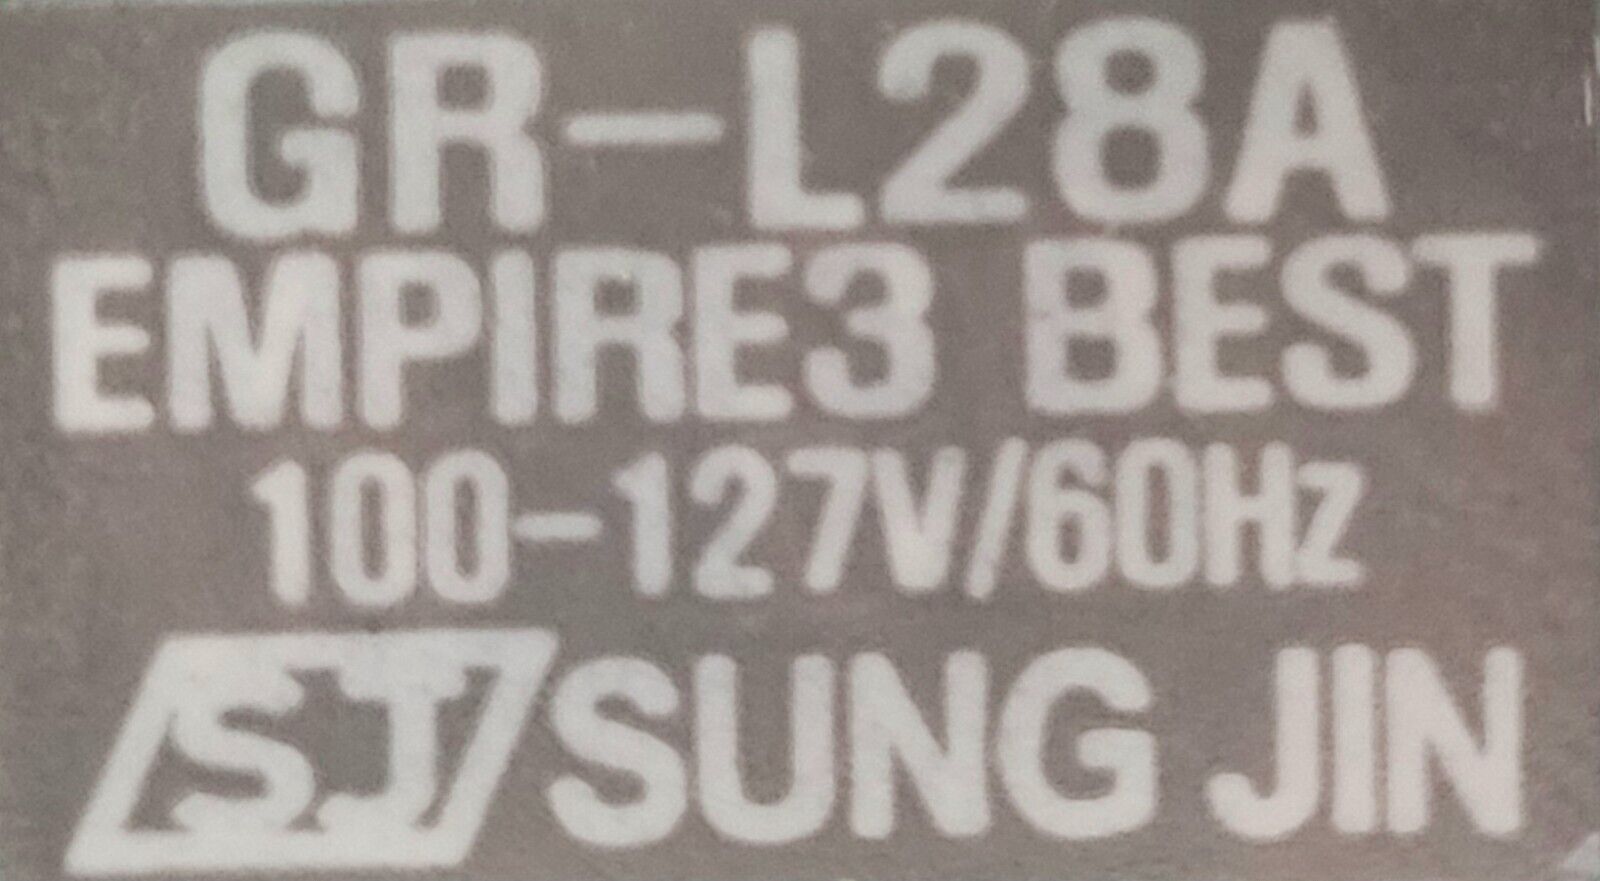 GR-L28A
EMPIRE3 BEST
100-127V/60Hz
SJ SUNG JIN